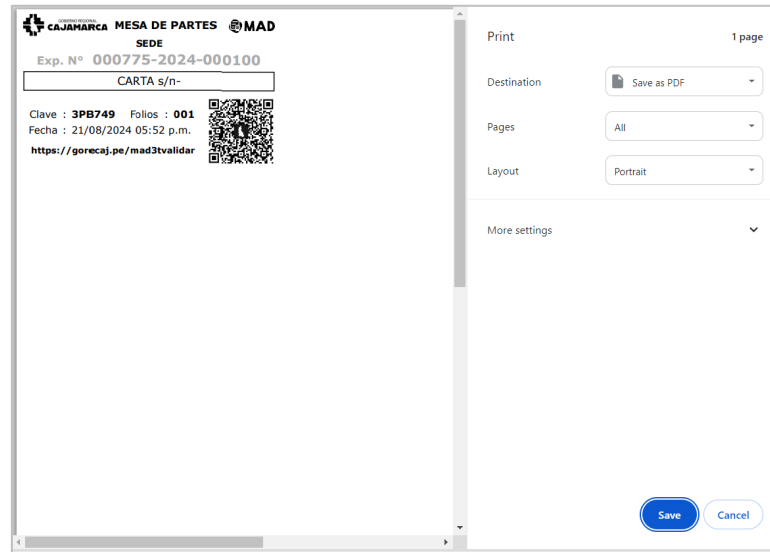 GOBIERNO REGIONAL
CAJAMARCA MESA DE PARTES MAD
SEDE
Exp. N° 000775-2024-000100
CARTA s/n-
Clave : 3PB749 Folios : 001
Fecha : 21/08/2024 05:52 p.m.
https://gorecaj.pe/mad3tvalidar
Print 1 page
Destination Save as PDF
Pages All
Layout Portrait
More settings
Save Cancel